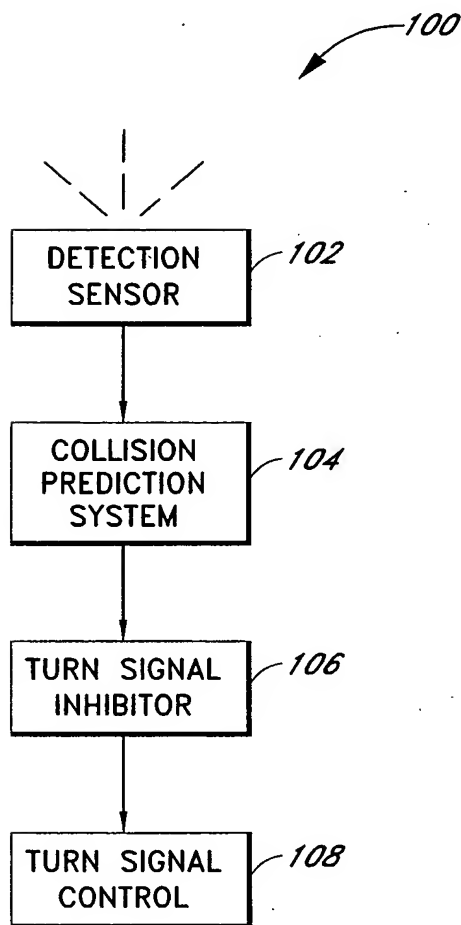 100
DETECTION
SENSOR
102
COLLISION
PREDICTION
SYSTEM
104
TURN SIGNAL
INHIBITOR
106
TURN SIGNAL
CONTROL
108